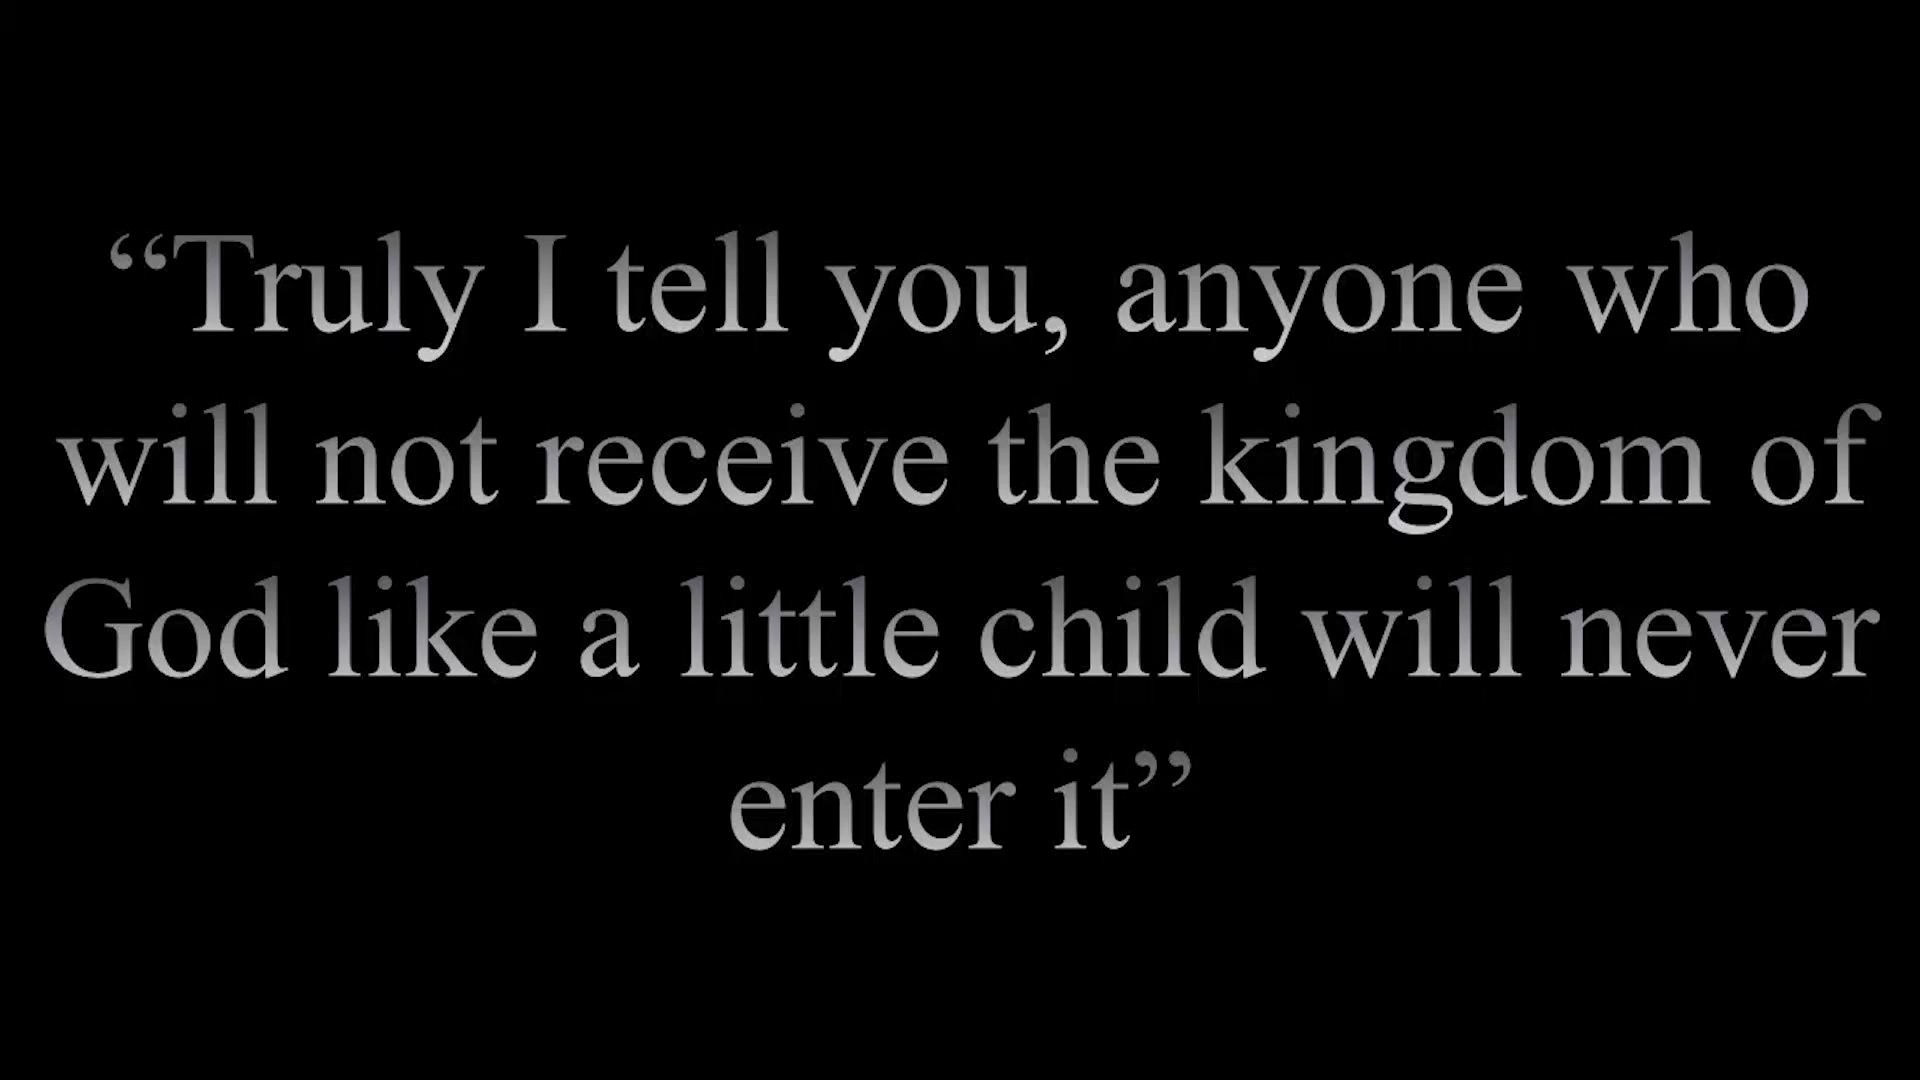 “Truly I tell you, anyone who
will not receive the kingdom of
God like a little child will never
enter it”